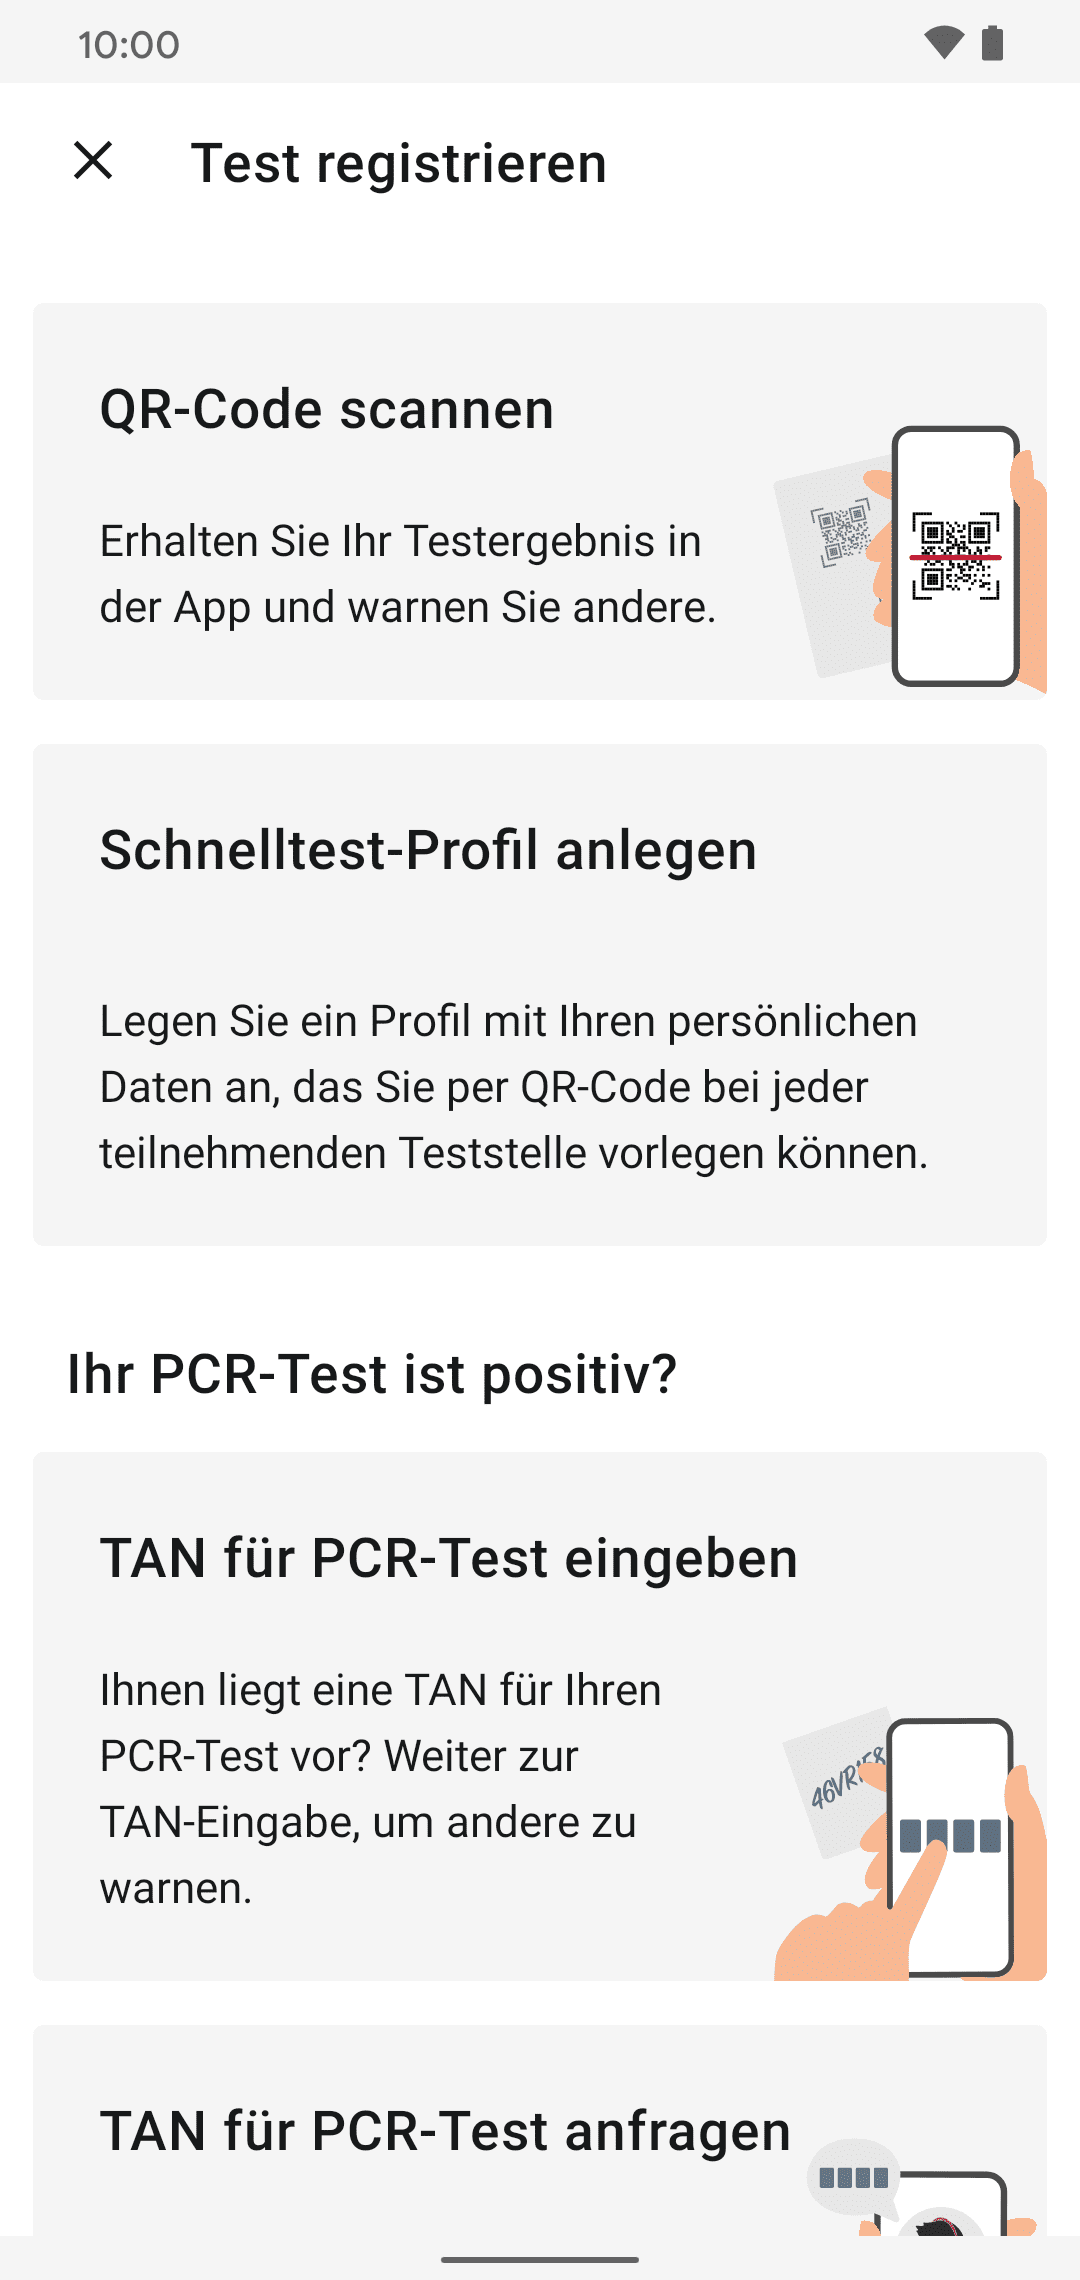 10:00
Test registrieren
QR-Code scannen
Erhalten Sie Ihr Testergebnis in
der App und warnen Sie andere.
Schnelltest-Profil anlegen
Legen Sie ein Profil mit Ihren persönlichen
Daten an, das Sie per QR-Code bei jeder
teilnehmenden Teststelle vorlegen können.
Ihr PCR-Test ist positiv?
TAN für PCR-Test eingeben
Ihnen liegt eine TAN für Ihren
PCR-Test vor? Weiter zur
TAN-Eingabe, um andere zu
warnen.
TAN für PCR-Test anfragen